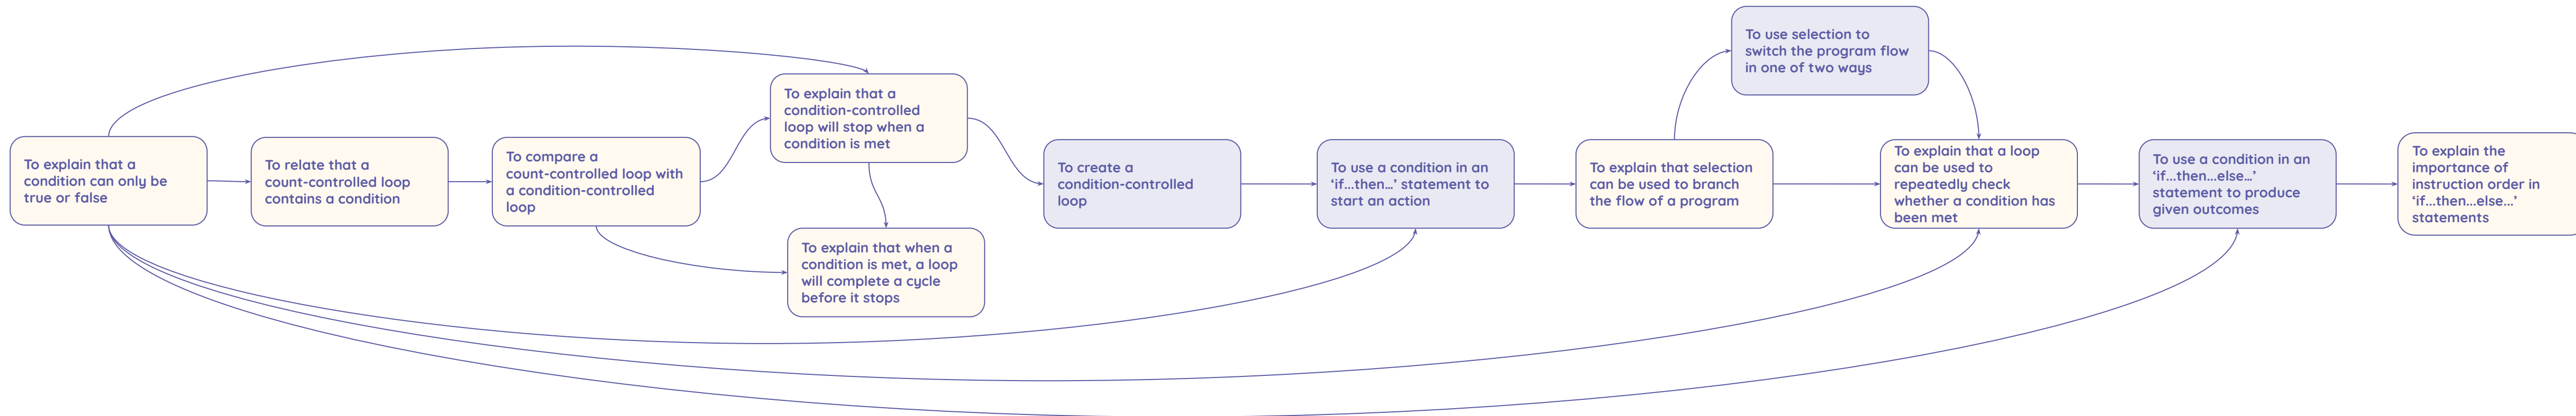 To explain that a
condition can only be
true or false
To relate that a
count-controlled loop
contains a condition
To compare a
count-controlled loop with
a condition-controlled
loop
To explain that a
condition-controlled
loop will stop when a
condition is met
To explain that when a
condition is met, a loop
will complete a cycle
before it stops
To create a
condition-controlled
loop
To use a condition in an
‘if…then…’ statement to
start an action
To explain that selection
can be used to branch
the flow of a program
To use selection to
switch the program flow
in one of two ways
To explain that a loop
can be used to
repeatedly check
whether a condition has
been met
To use a condition in an
‘if…then…else…’
statement to produce
given outcomes
To explain the
importance of
instruction order in
‘if…then…else…’
statements